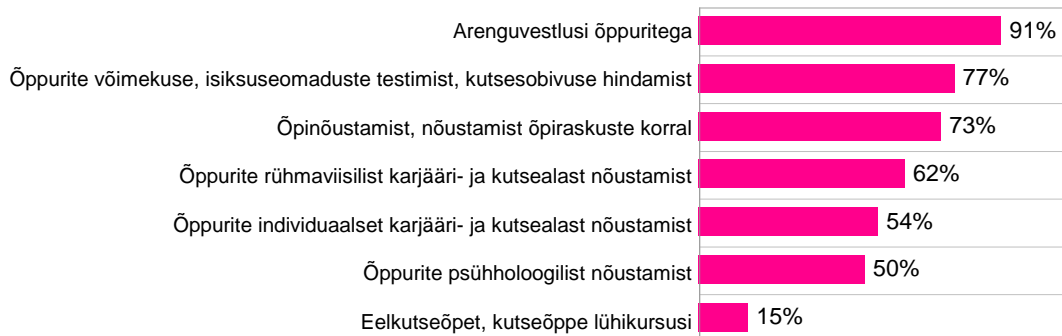 Arenguvestlusi õppuritega 91%
Õppurite võimekuse, isiksuseomaduste testimist, kutsesobivuse hindamist 77%
Õpinõustamist, nõustamist õpiraskuste korral 73%
Õppurite rühmaviisilist karjääri- ja kutsealast nõustamist 62%
Õppurite individuaalset karjääri- ja kutsealast nõustamist 54%
Õppurite psühholoogilist nõustamist 50%
Eelkutseõpet, kutseõppe lühikursusi 15%